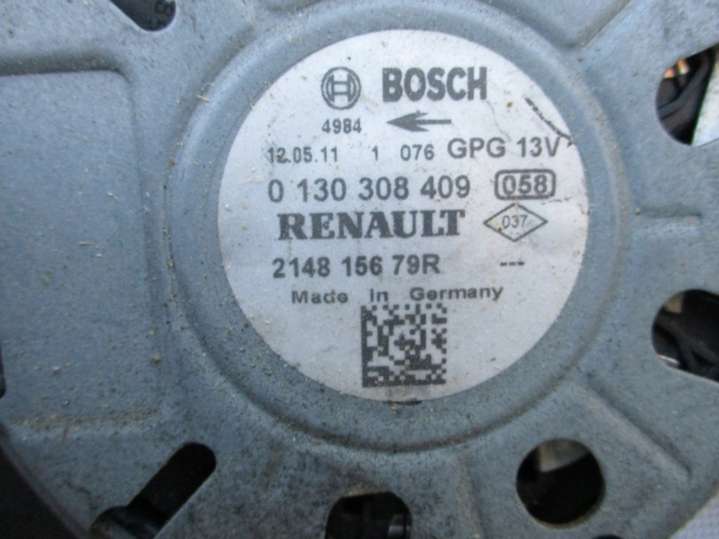 BOSCH
4984
12.05.11 1 076 GPG 13V
0 130 308 409 058
RENAULT 037
2148 156 79R ---
Made in Germany